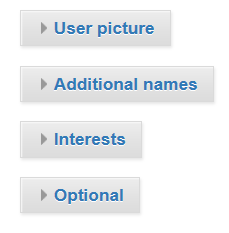 User picture
Additional names
Interests
Optional